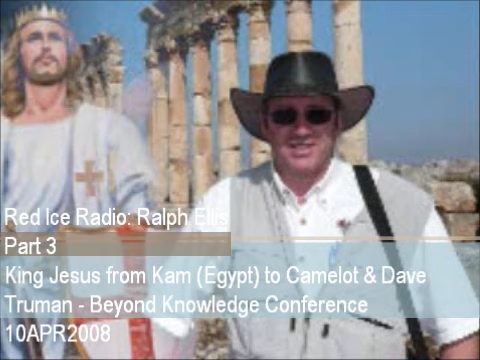 Red Ice Radio: Ralph Ellis
Part 3
King Jesus from Kam (Egypt) to Camelot & Dave
Truman - Beyond Knowledge Conference
10APR2008